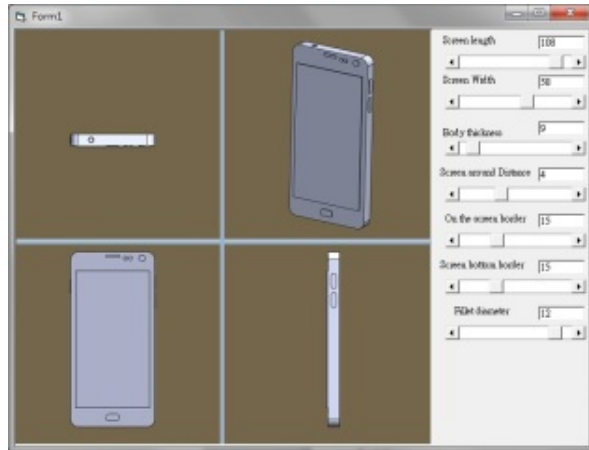 Form1
Screen length
108
Screen Width
58
Body thickness
9
Screen around Distance
4
On the screen border
15
Screen bottom border
15
Fillet diameter
12